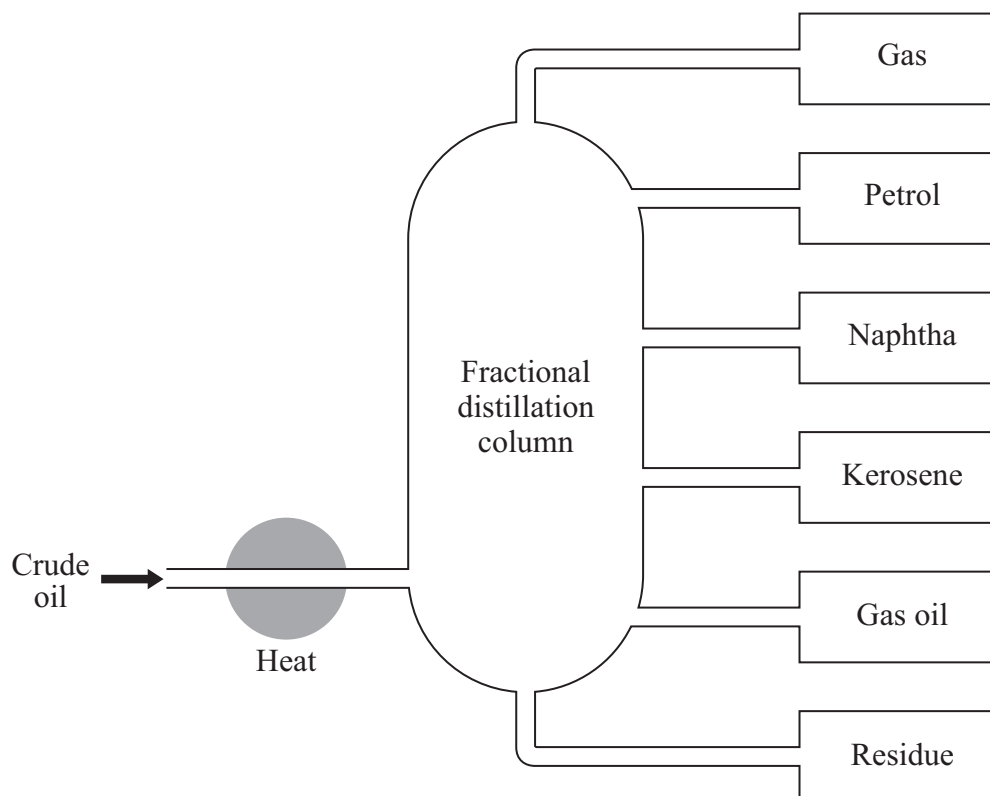 Gas
Petrol
Naphtha
Fractional
distillation
column
Kerosene
Crude
oil
Heat
Gas oil
Residue